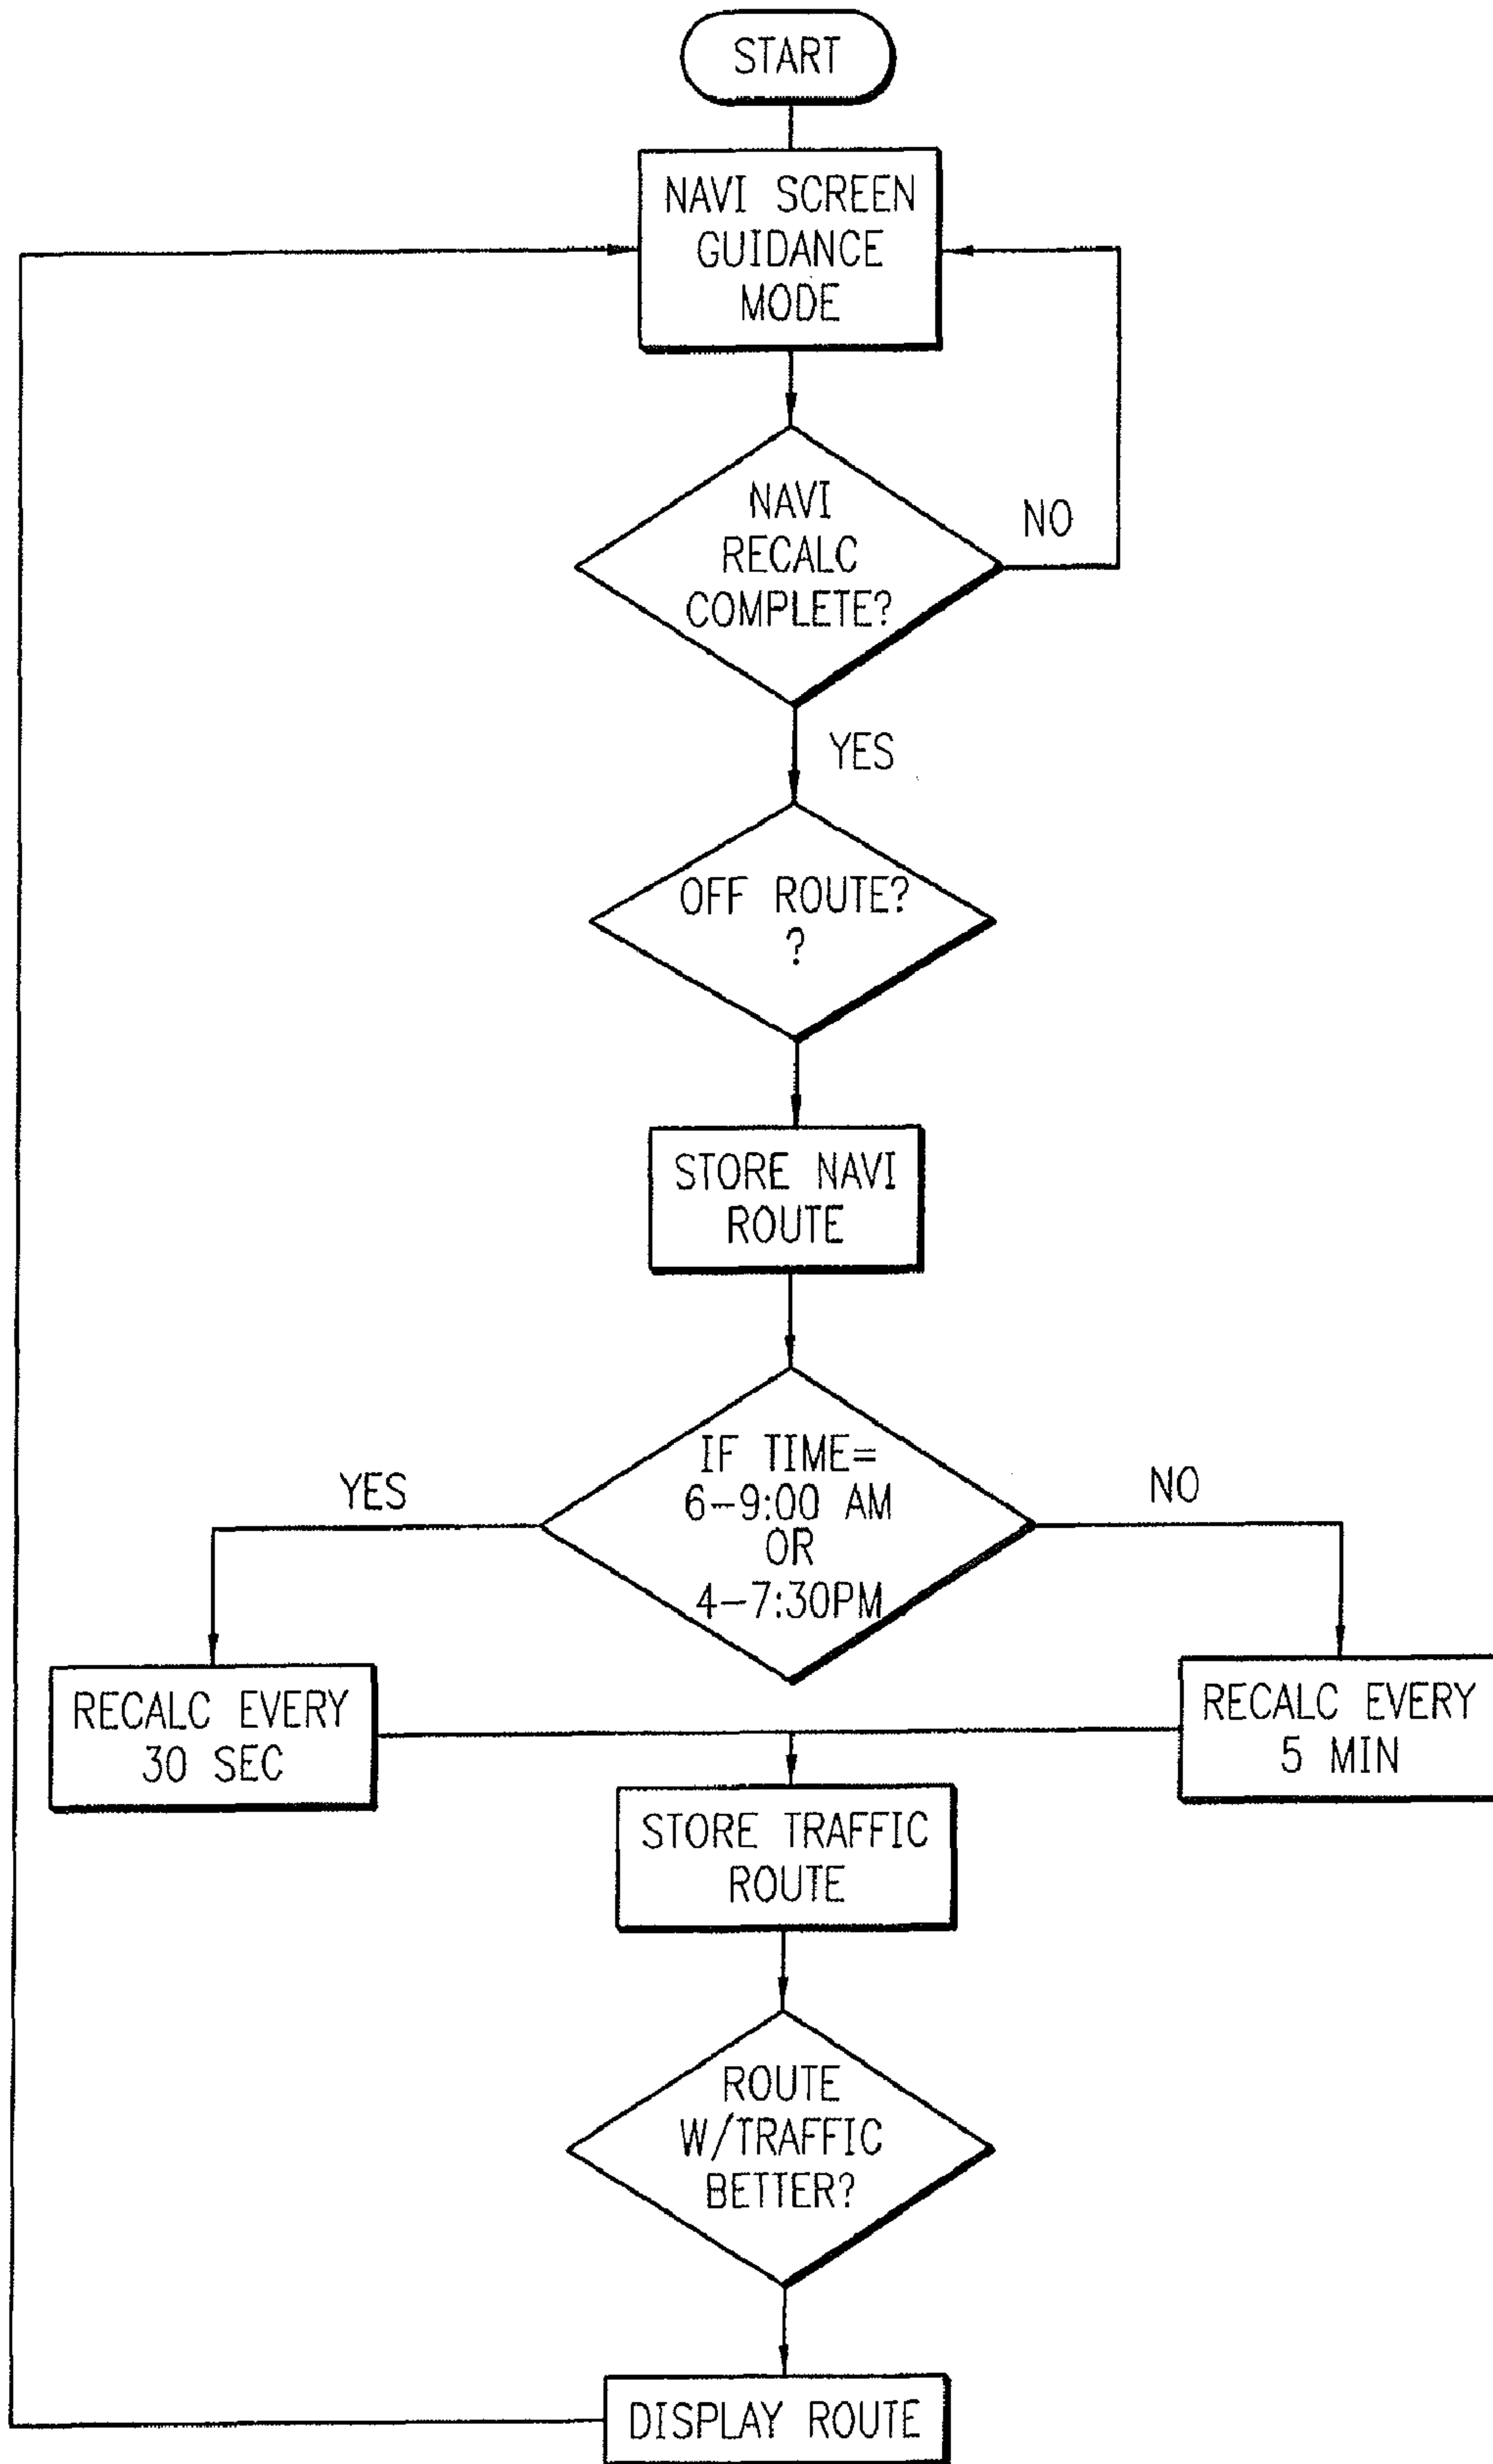 START
NAVI SCREEN
GUIDANCE
MODE
NAVI
RECALC
COMPLETE?
NO
YES
OFF ROUTE?
?
STORE NAVI
ROUTE
IF TIME=
6-9:00 AM
OR
4-7:30PM
YES
NO
RECALC EVERY
30 SEC
RECALC EVERY
5 MIN
STORE TRAFFIC
ROUTE
ROUTE
W/TRAFFIC
BETTER?
DISPLAY ROUTE